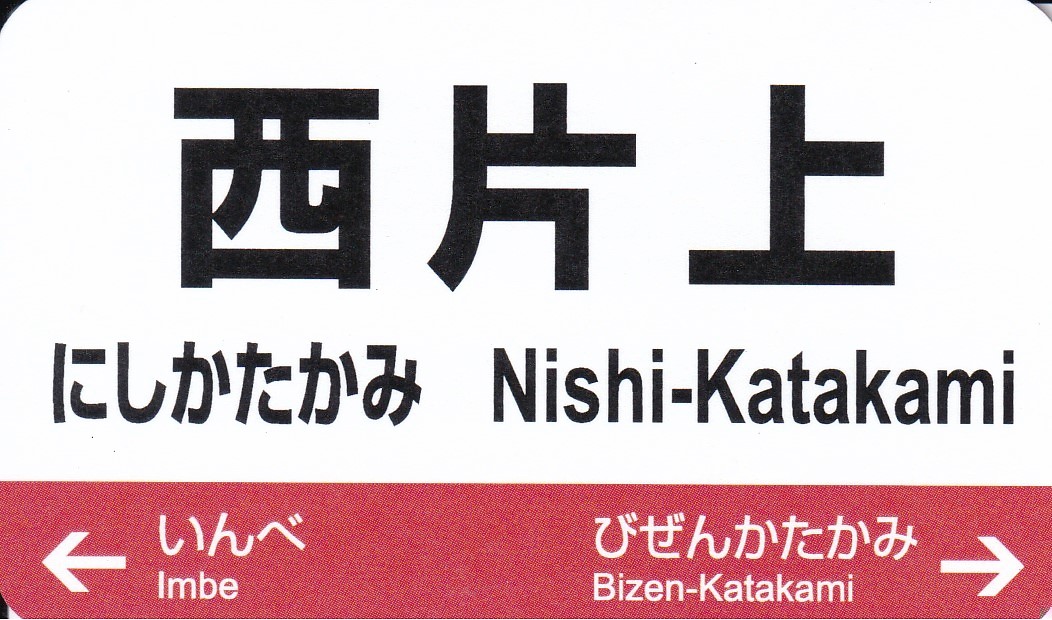 西片上
にしかたかみ Nishi-Katakami
← いんべ びぜんかたかみ →
Imbe Bizen-Katakami